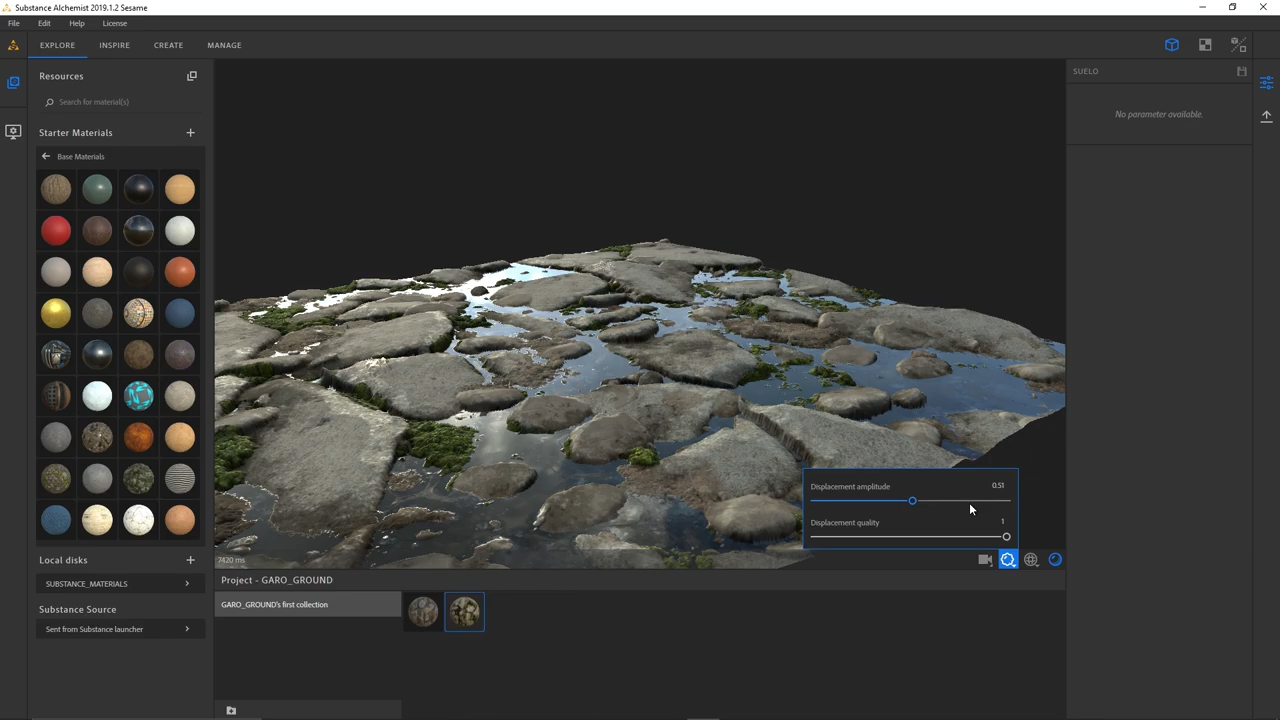 Substance Alchemist 2019.1.2 Sesame
File Edit Help License
EXPLORE INSPIRE CREATE MANAGE
Resources
Search for material(s)
Starter Materials
Base Materials
Local disks
SUBSTANCE_MATERIALS
Substance Source
Sent from Substance launcher
SUELO
No parameter available.
Displacement amplitude 0.51
Displacement quality 1
7420 ms
Project - GARO_GROUND
GARO_GROUND's first collection